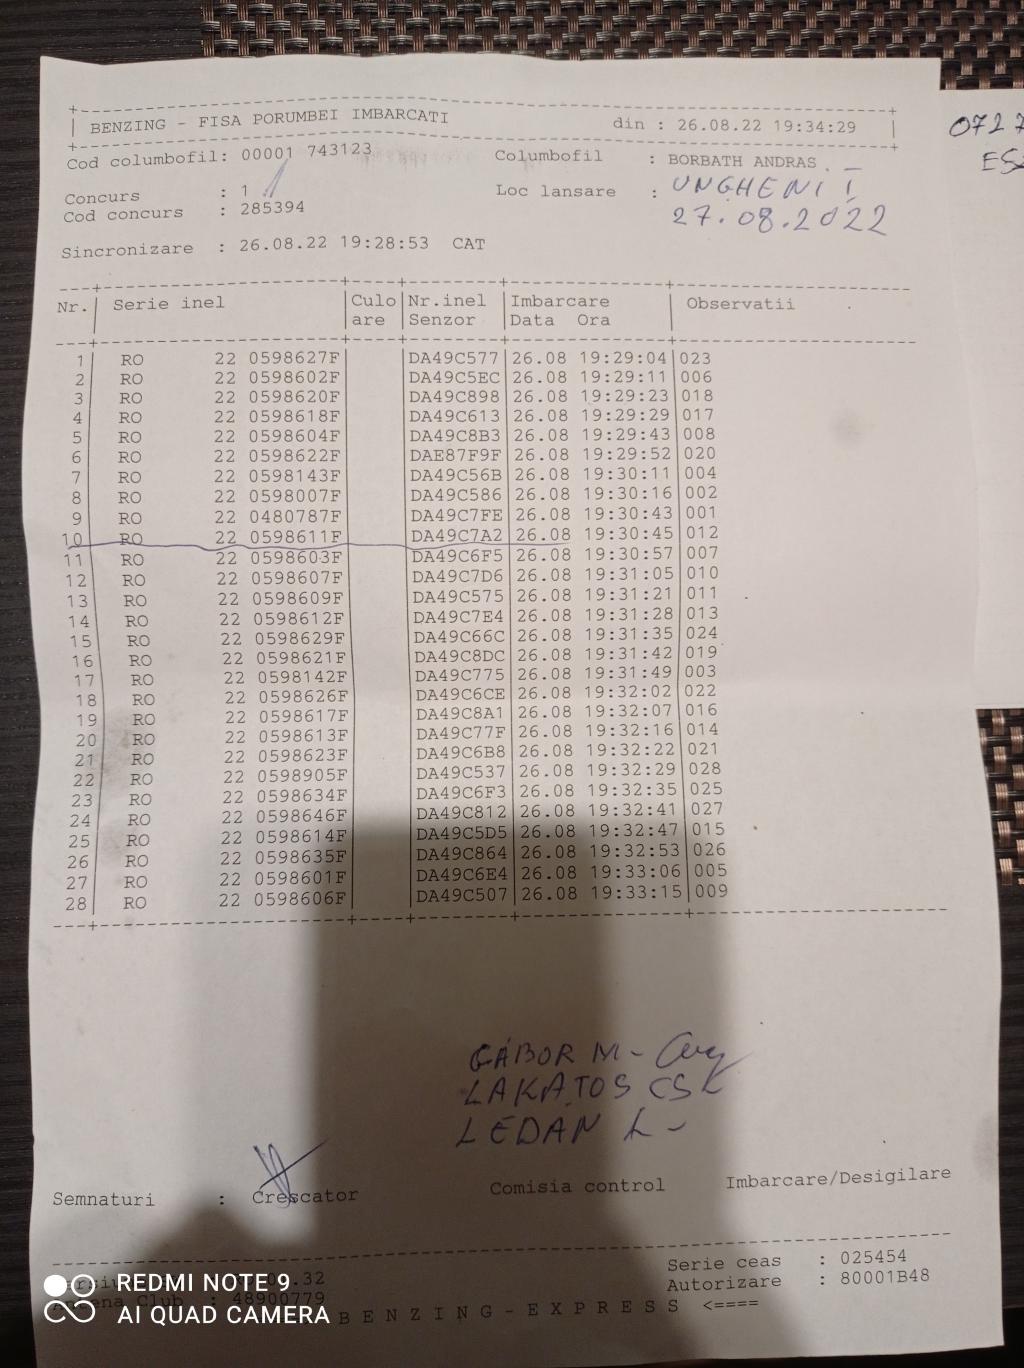 BENZING - FISA PORUMBEI IMBARCATI din : 26.08.22 19:34:29
Cod columbofil: 00001 743123 Columbofil : BORBATH ANDRAS
Concurs : 1 Loc lansare : UNGHENI I
Cod concurs : 285394 27.08.2022
Sincronizare : 26.08.22 19:28:53 CAT
Nr. Serie inel Culo Nr.inel Imbarcare Observatii
are Senzor Data Ora
1 RO 22 0598627F DA49C577 26.08 19:29:04 023
2 RO 22 0598602F DA49C5EC 26.08 19:29:11 006
3 RO 22 0598620F DA49C898 26.08 19:29:23 018
4 RO 22 0598618F DA49C613 26.08 19:29:29 017
5 RO 22 0598604F DA49C8B3 26.08 19:29:43 008
6 RO 22 0598622F DAE87F9F 26.08 19:29:52 020
7 RO 22 0598143F DA49C56B 26.08 19:30:11 004
8 RO 22 0598007F DA49C586 26.08 19:30:16 002
9 RO 22 0480787F DA49C7FE 26.08 19:30:43 001
10 RO 22 0598611F DA49C7A2 26.08 19:30:45 012
11 RO 22 0598603F DA49C6F5 26.08 19:30:57 007
12 RO 22 0598607F DA49C7D6 26.08 19:31:05 010
13 RO 22 0598609F DA49C575 26.08 19:31:21 011
14 RO 22 0598612F DA49C7E4 26.08 19:31:28 013
15 RO 22 0598629F DA49C66C 26.08 19:31:35 024
16 RO 22 0598621F DA49C8DC 26.08 19:31:42 019
17 RO 22 0598142F DA49C775 26.08 19:31:49 003
18 RO 22 0598626F DA49C6CE 26.08 19:32:02 022
19 RO 22 0598617F DA49C8A1 26.08 19:32:07 016
20 RO 22 0598613F DA49C77F 26.08 19:32:16 014
21 RO 22 0598623F DA49C6B8 26.08 19:32:22 021
22 RO 22 0598905F DA49C537 26.08 19:32:29 028
23 RO 22 0598634F DA49C6F3 26.08 19:32:35 025
24 RO 22 0598646F DA49C812 26.08 19:32:41 027
25 RO 22 0598614F DA49C5D5 26.08 19:32:47 015
26 RO 22 0598635F DA49C864 26.08 19:32:53 026
27 RO 22 0598601F DA49C6E4 26.08 19:33:06 005
28 RO 22 0598606F DA49C507 26.08 19:33:15 009
GÁBOR M-
LAKATOS CSL
LEDÁN L-
Semnaturi : Crescator Comisia control Imbarcare/Desigilare
Serie ceas : 025454
Autorizare : 80001B48
Club : 48900779
BENZING-EXPRESS <====
REDMI NOTE 9
AI QUAD CAMERA
0727